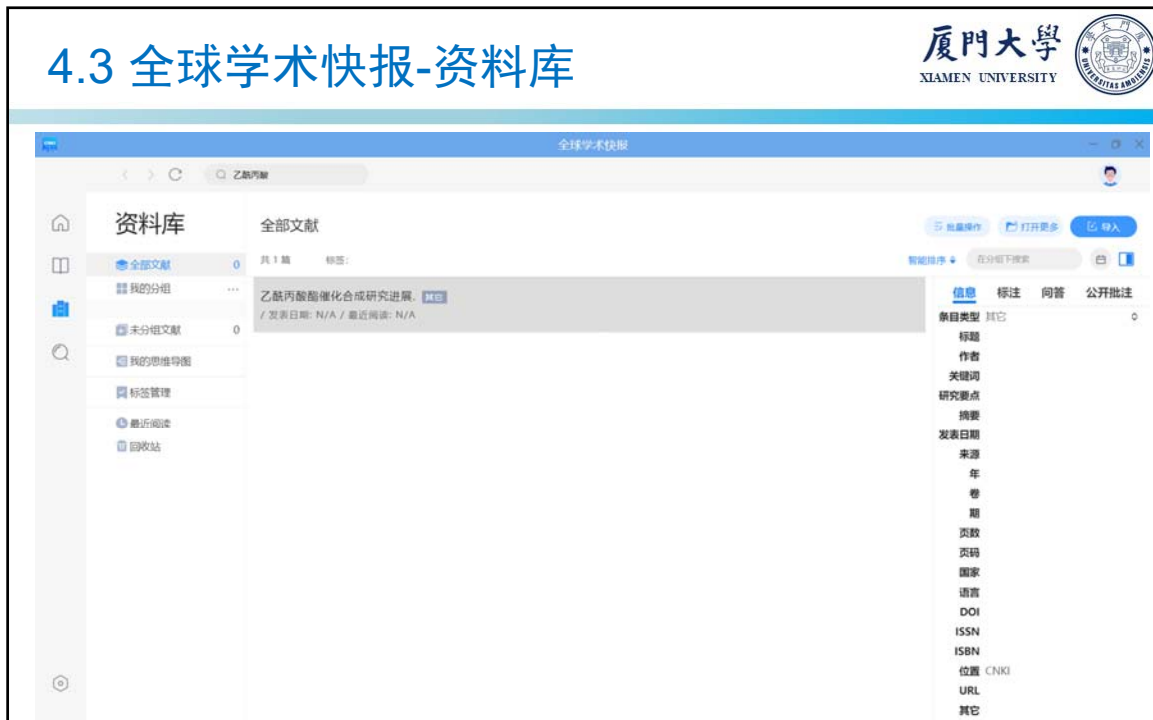 4.3 全球学术快报-资料库
厦門大學
XIAMEN UNIVERSITY
全球学术快报
乙酰丙酸
资料库
全部文献 0
我的分组 ...
未分组文献 0
我的思维导图
标签管理
最近阅读
回收站
全部文献
批量操作 打开更多 导入
共 1 篇 标签:
智能排序 在分组下搜索
乙酰丙酸酯催化合成研究进展. 其它
/ 发表日期: N/A / 最近阅读: N/A
信息 标注 问答 公开批注
条目类型 其它
标题
作者
关键词
研究要点
摘要
发表日期
来源
年
卷
期
页数
页码
国家
语言
DOI
ISSN
ISBN
位置 CNKI
URL
其它